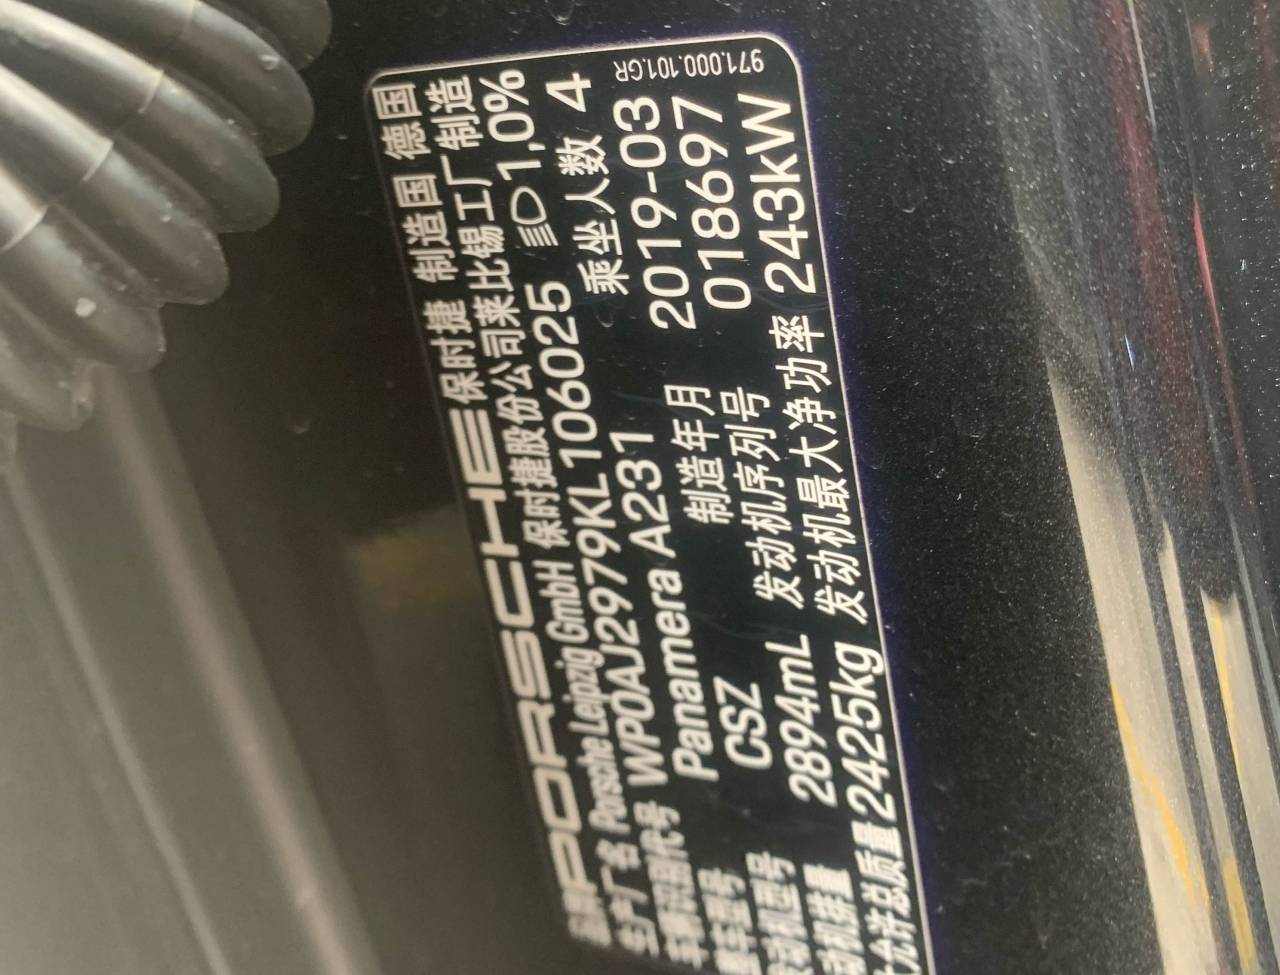 品牌 PORSCHE 保时捷 制造国 德国
生产厂名 Porsche Leipzig GmbH 保时捷股份公司莱比锡工厂制造
车辆识别代号 WP0AJ2979KL106025 1,0%
整车型号 Panamera A231 乘坐人数 4
发动机型号 CSZ 制造年月 2019-03
发动机排量 2894mL 发动机序列号 018697
大允许总质量 2425kg 发动机最大净功率 243kW
971.000.101.GR